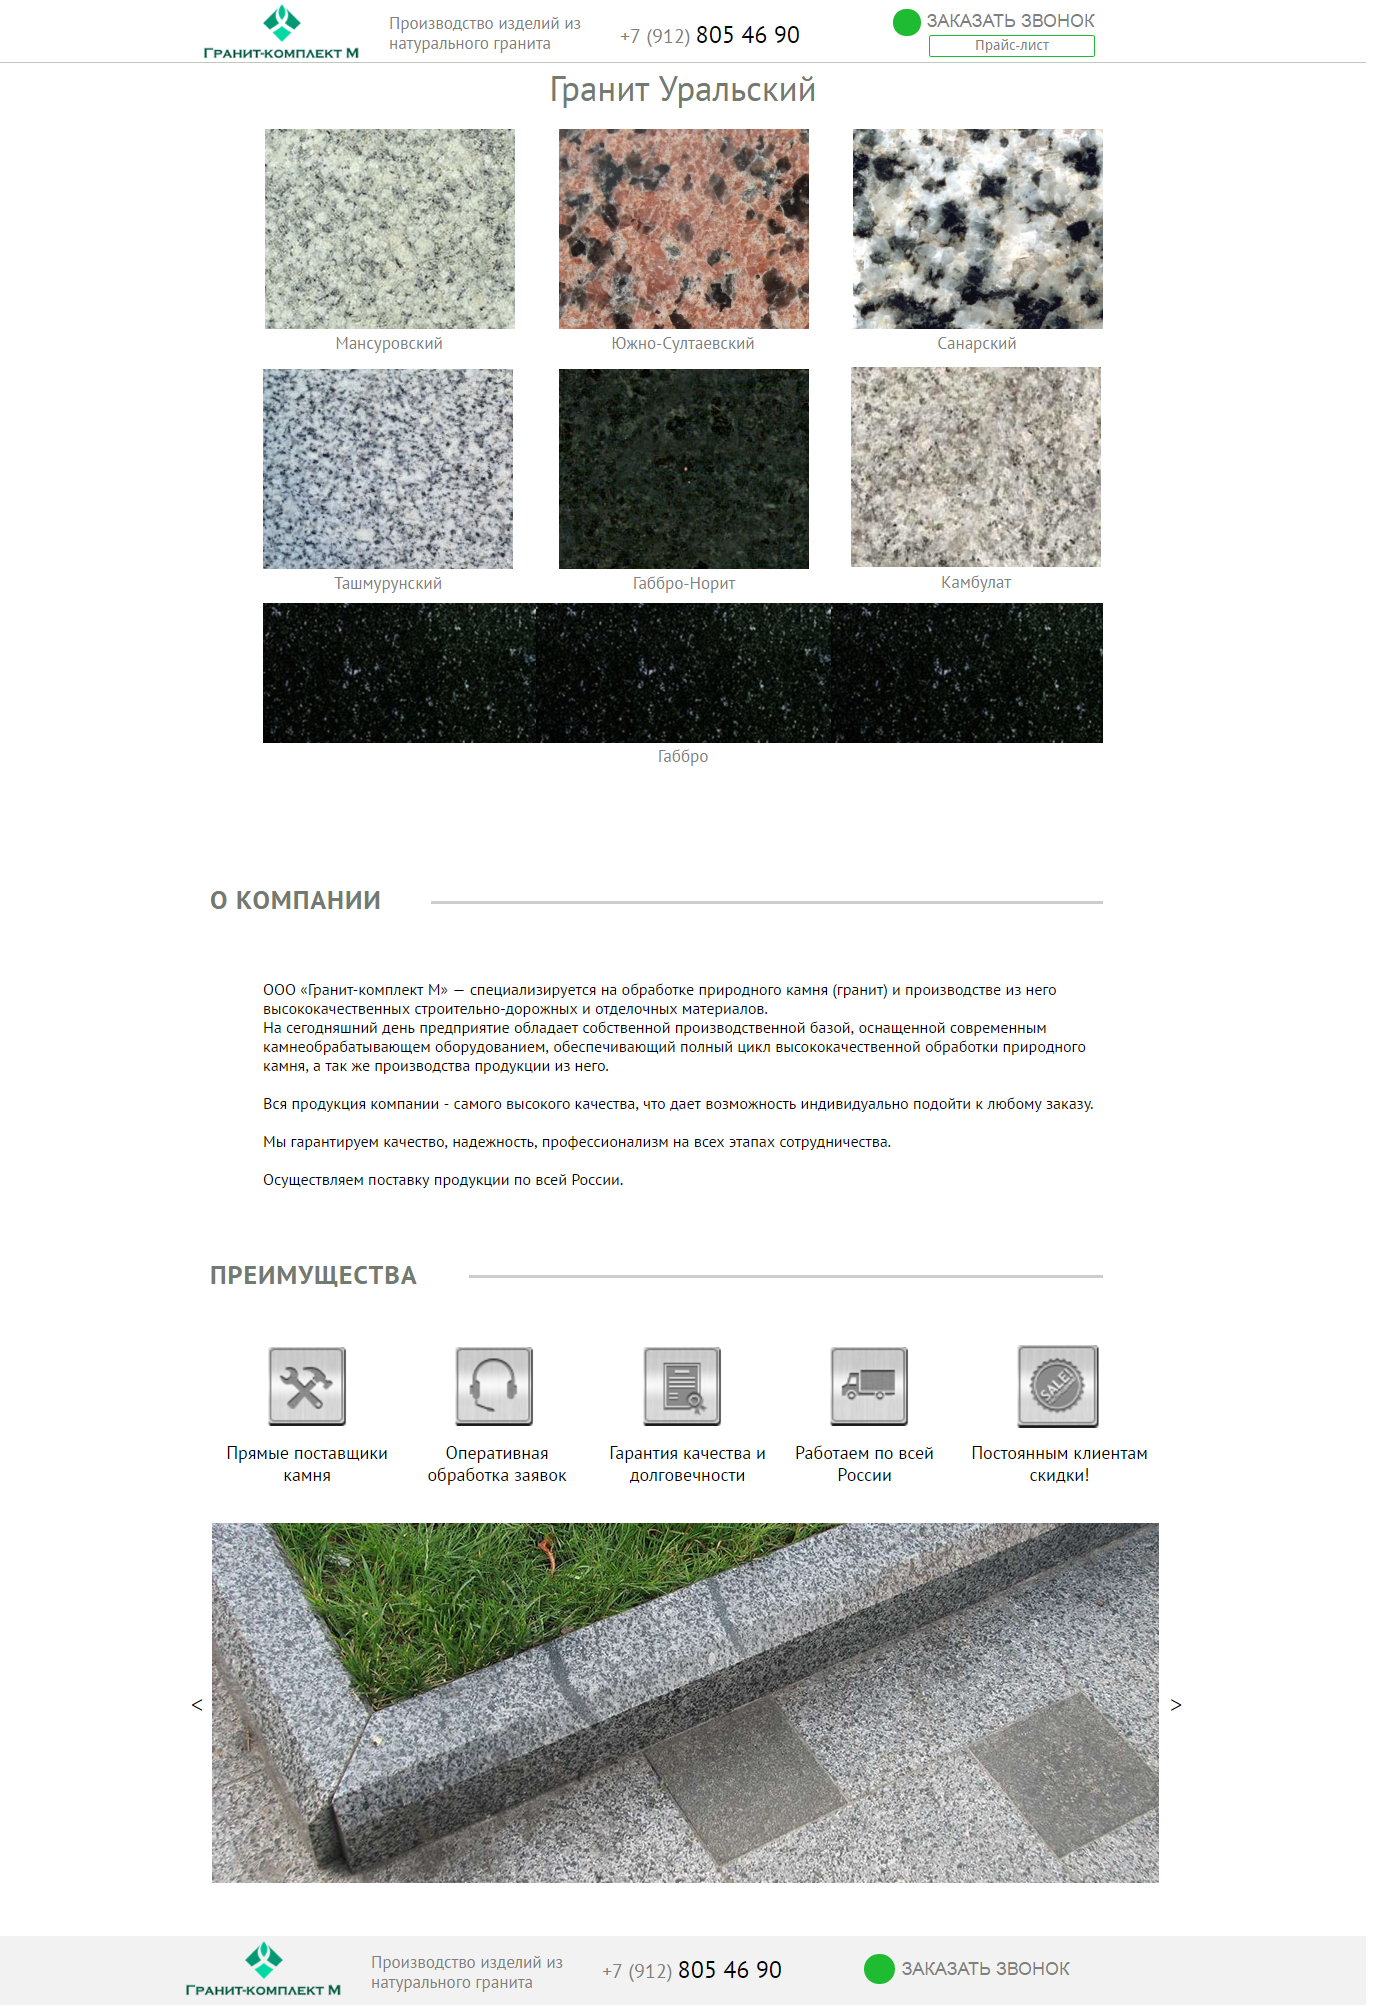 Гранит-комплект М
Производство изделий из
натурального гранита
+7 (912) 805 46 90
ЗАКАЗАТЬ ЗВОНОК
Прайс-лист
Гранит Уральский
Мансуровский
Южно-Султаевский
Санарский
Ташмурунский
Габбро-Норит
Камбулат
Габбро
О КОМПАНИИ
ООО «Гранит-комплект М» — специализируется на обработке природного камня (гранит) и производстве из него
высококачественных строительно-дорожных и отделочных материалов.
На сегодняшний день предприятие обладает собственной производственной базой, оснащенной современным
камнеобрабатывающем оборудованием, обеспечивающий полный цикл высококачественной обработки природного
камня, а так же производства продукции из него.
Вся продукция компании - самого высокого качества, что дает возможность индивидуально подойти к любому заказу.
Мы гарантируем качество, надежность, профессионализм на всех этапах сотрудничества.
Осуществляем поставку продукции по всей России.
ПРЕИМУЩЕСТВА
SALE!
Прямые поставщики
камня
Оперативная
обработка заявок
Гарантия качества и
долговечности
Работаем по всей
России
Постоянным клиентам
скидки!
<
>
Гранит-комплект М
Производство изделий из
натурального гранита
+7 (912) 805 46 90
ЗАКАЗАТЬ ЗВОНОК